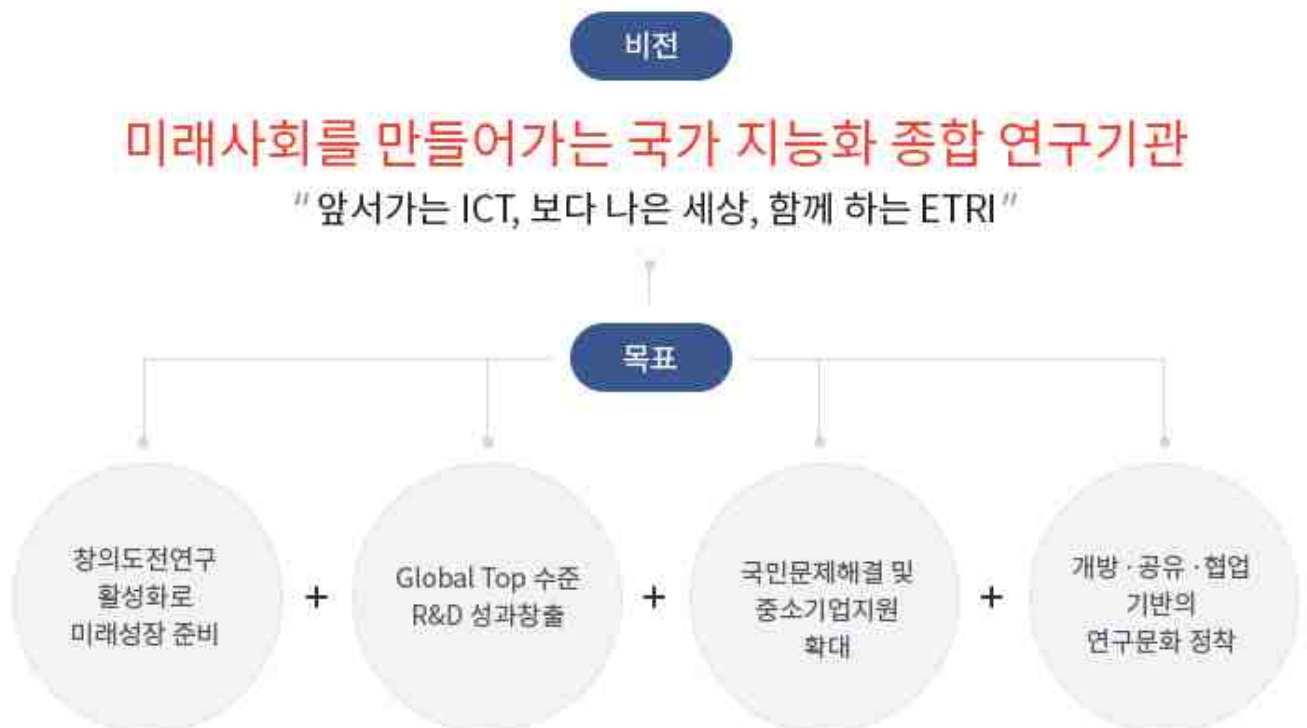 비전
미래사회를 만들어가는 국가 지능화 종합 연구기관
"앞서가는 ICT, 보다 나은 세상, 함께 하는 ETRI"
목표
창의도전연구
활성화로
미래성장 준비
+
Global Top 수준
R&D 성과창출
+
국민문제해결 및
중소기업지원
확대
+
개방·공유·협업
기반의
연구문화 정착